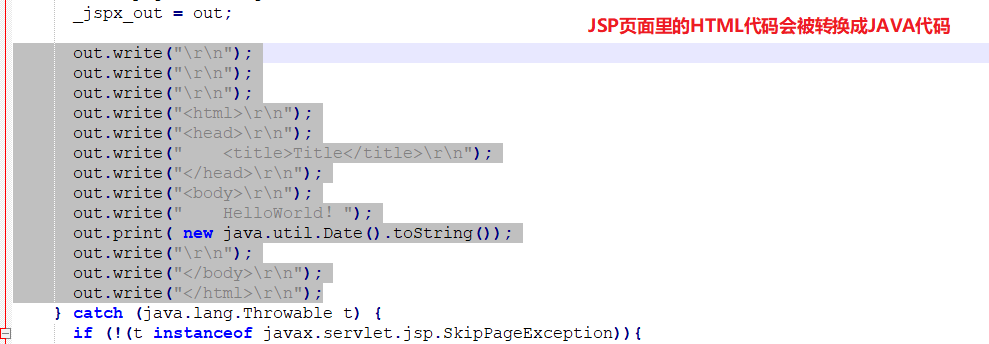 _jspx_out = out;
JSP页面里的HTML代码会被转换成JAVA代码
out.write("\r\n");
out.write("\r\n");
out.write("\r\n");
out.write("<html>\r\n");
out.write("<head>\r\n");
out.write("    <title>Title</title>\r\n");
out.write("</head>\r\n");
out.write("<body>\r\n");
out.write("    HelloWorld! ");
out.print( new java.util.Date().toString());
out.write("\r\n");
out.write("</body>\r\n");
out.write("</html>\r\n");
} catch (java.lang.Throwable t) {
if (!(t instanceof javax.servlet.jsp.SkipPageException)){